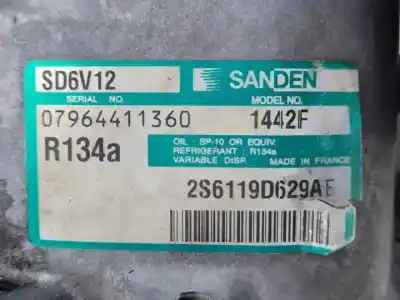 SD6V12 SANDEN
SERIAL NO. MODEL NO.
07964411360 1442F
R134a
OIL : SP-10 OR EQUIV.
REFRIGERANT : R134a
VARIABLE DISP. MADE IN FRANCE
2S6119D629AE